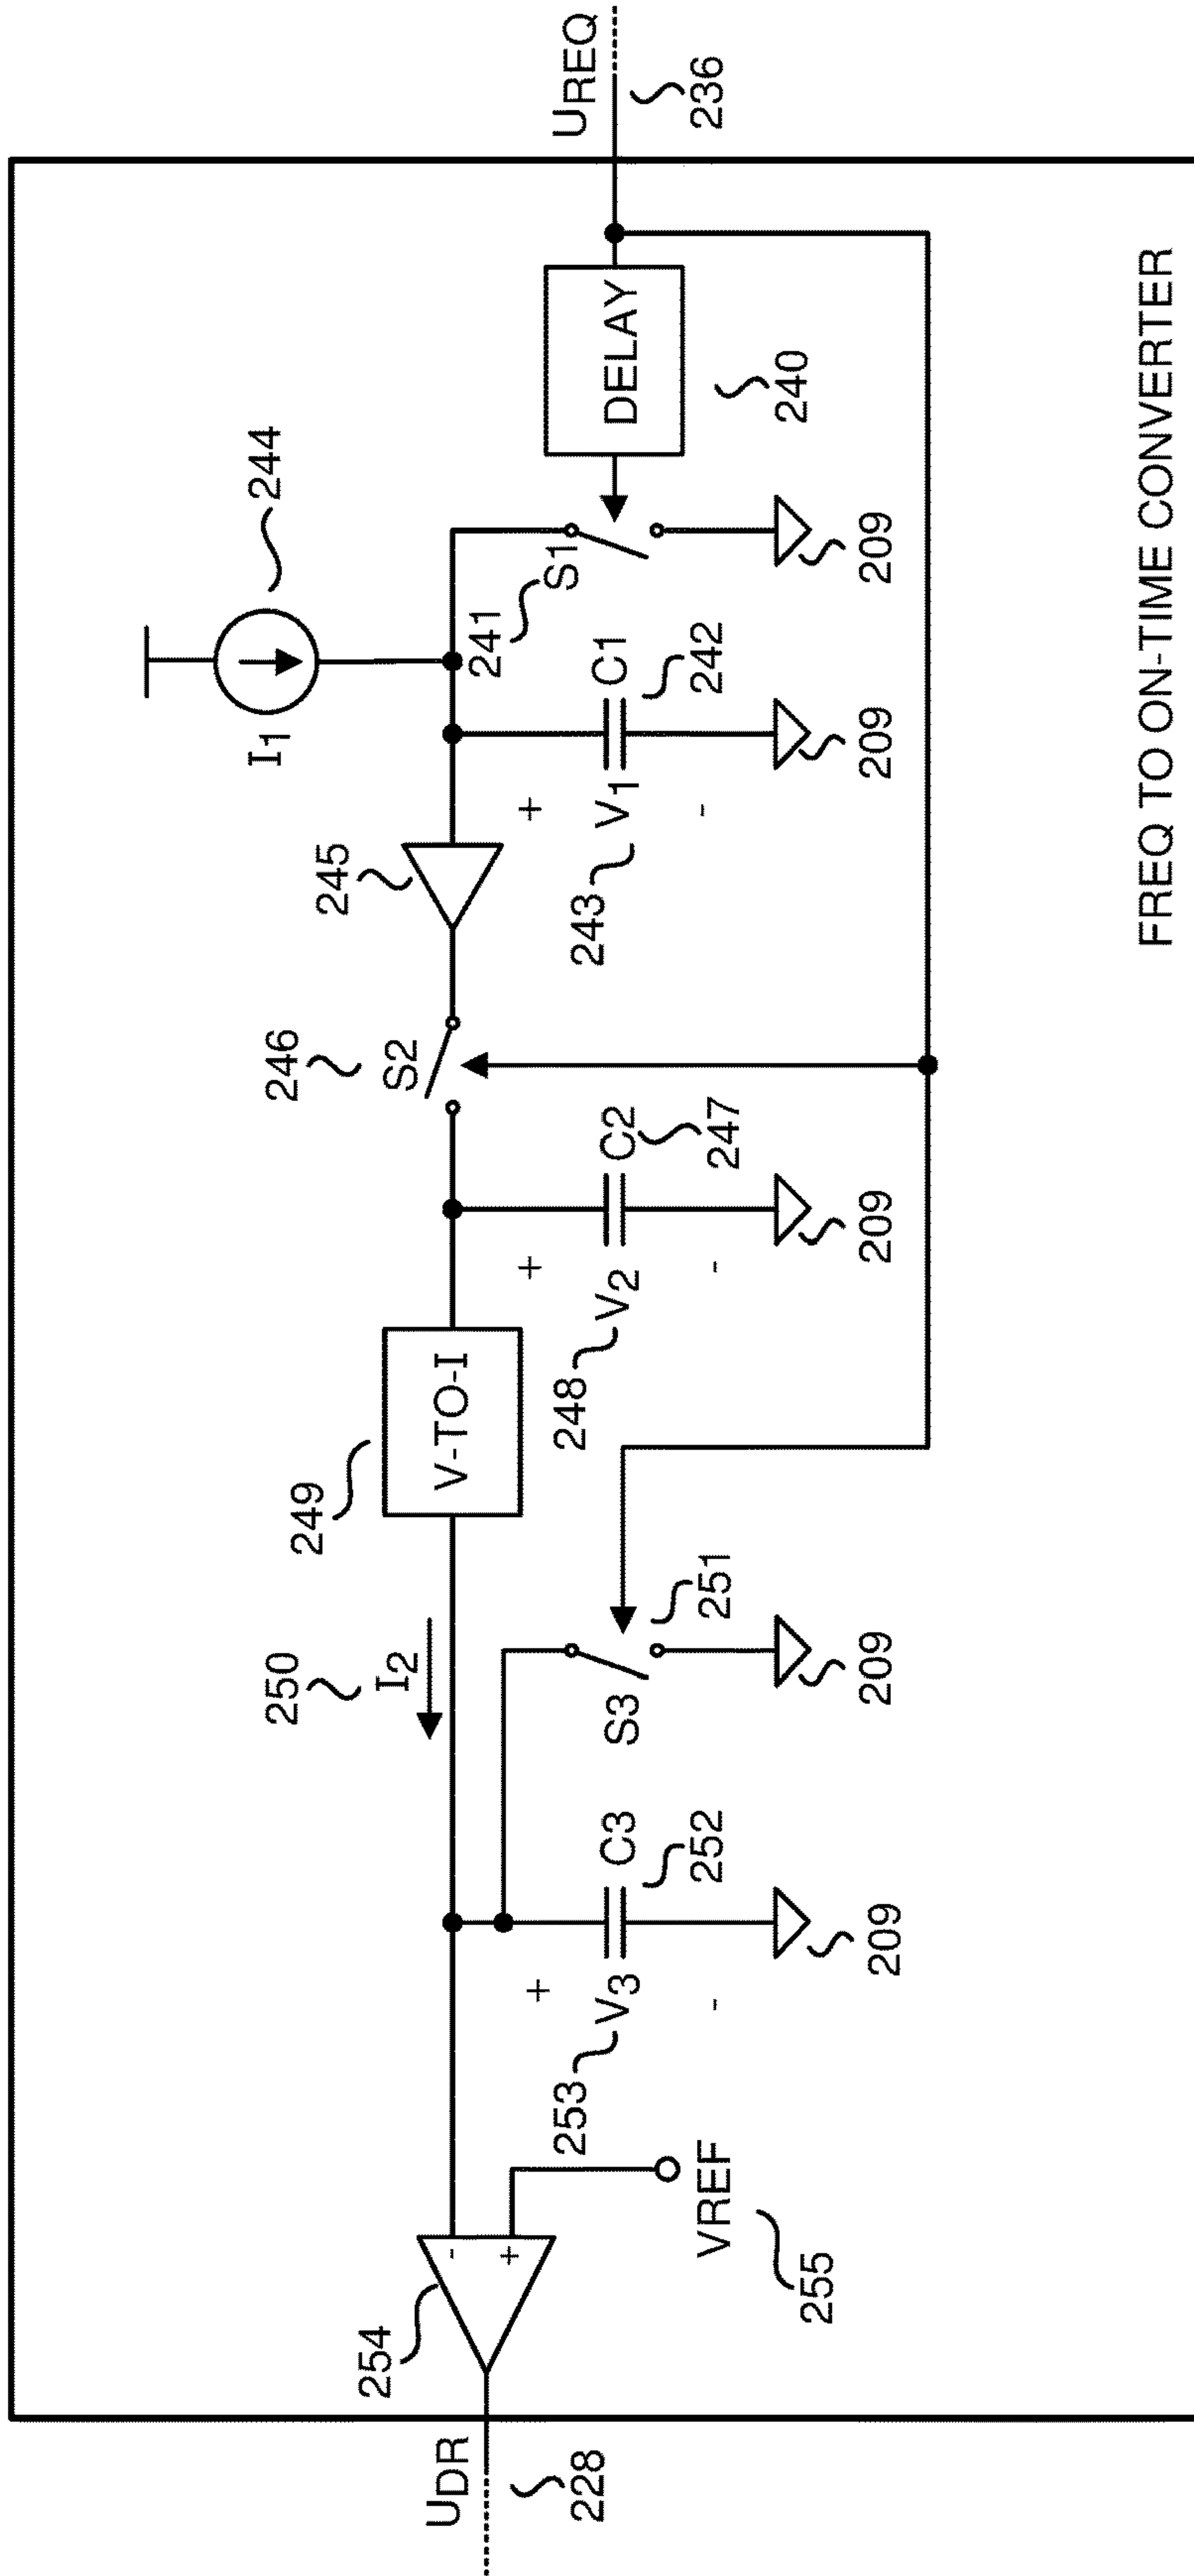 244
I1
245
246
S2
249
V-TO-I
250
I2
254
-
+
UDR
228
VREF
255
+
V3
-
253
C3
252
209
S3
251
209
+
V2
-
248
C2
247
209
+
V1
-
243
C1
242
209
241
S1
209
DELAY
240
UREQ
236
FREQ TO ON-TIME CONVERTER